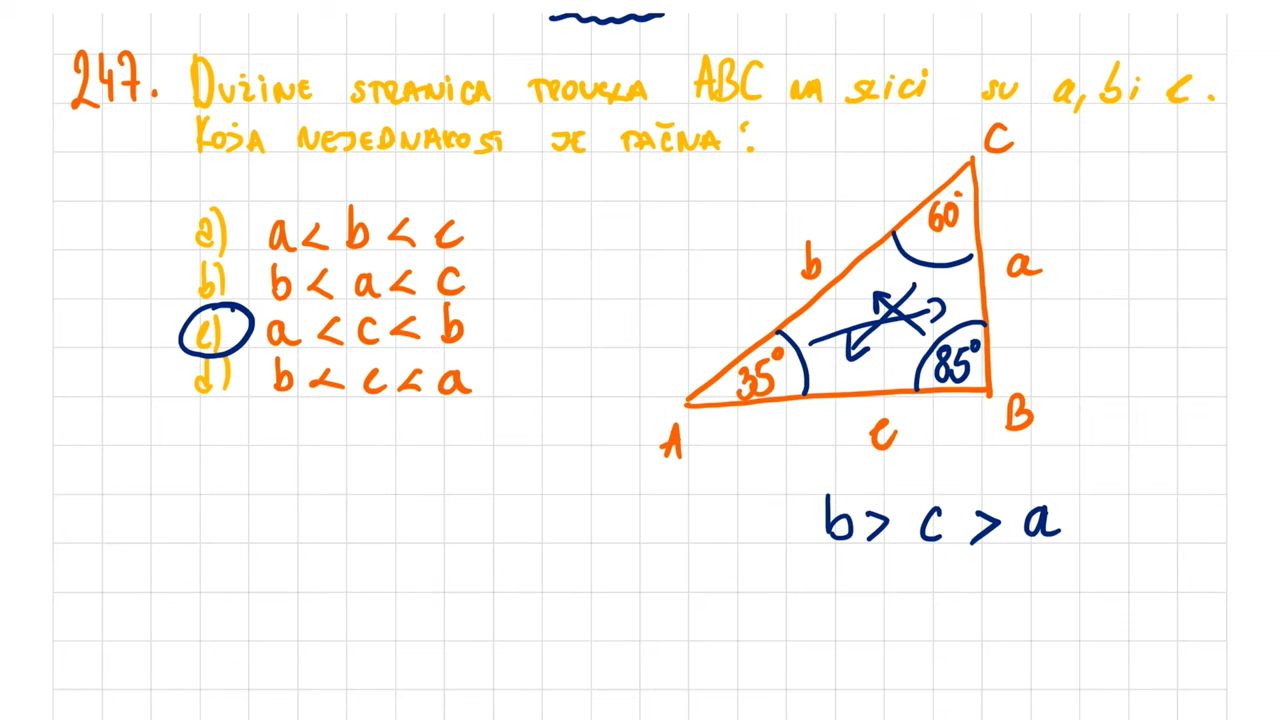 247. DUŽINE STRANICA TROUGLA ABC NA SLICI SU a, b i c.
KOJA NEJEDNAKOST JE TAČNA:
a) a < b < c
b) b < a < c
c) a < c < b
d) b < c < a
C
60°
b
a
35°
85°
A
c
B
b > c > a